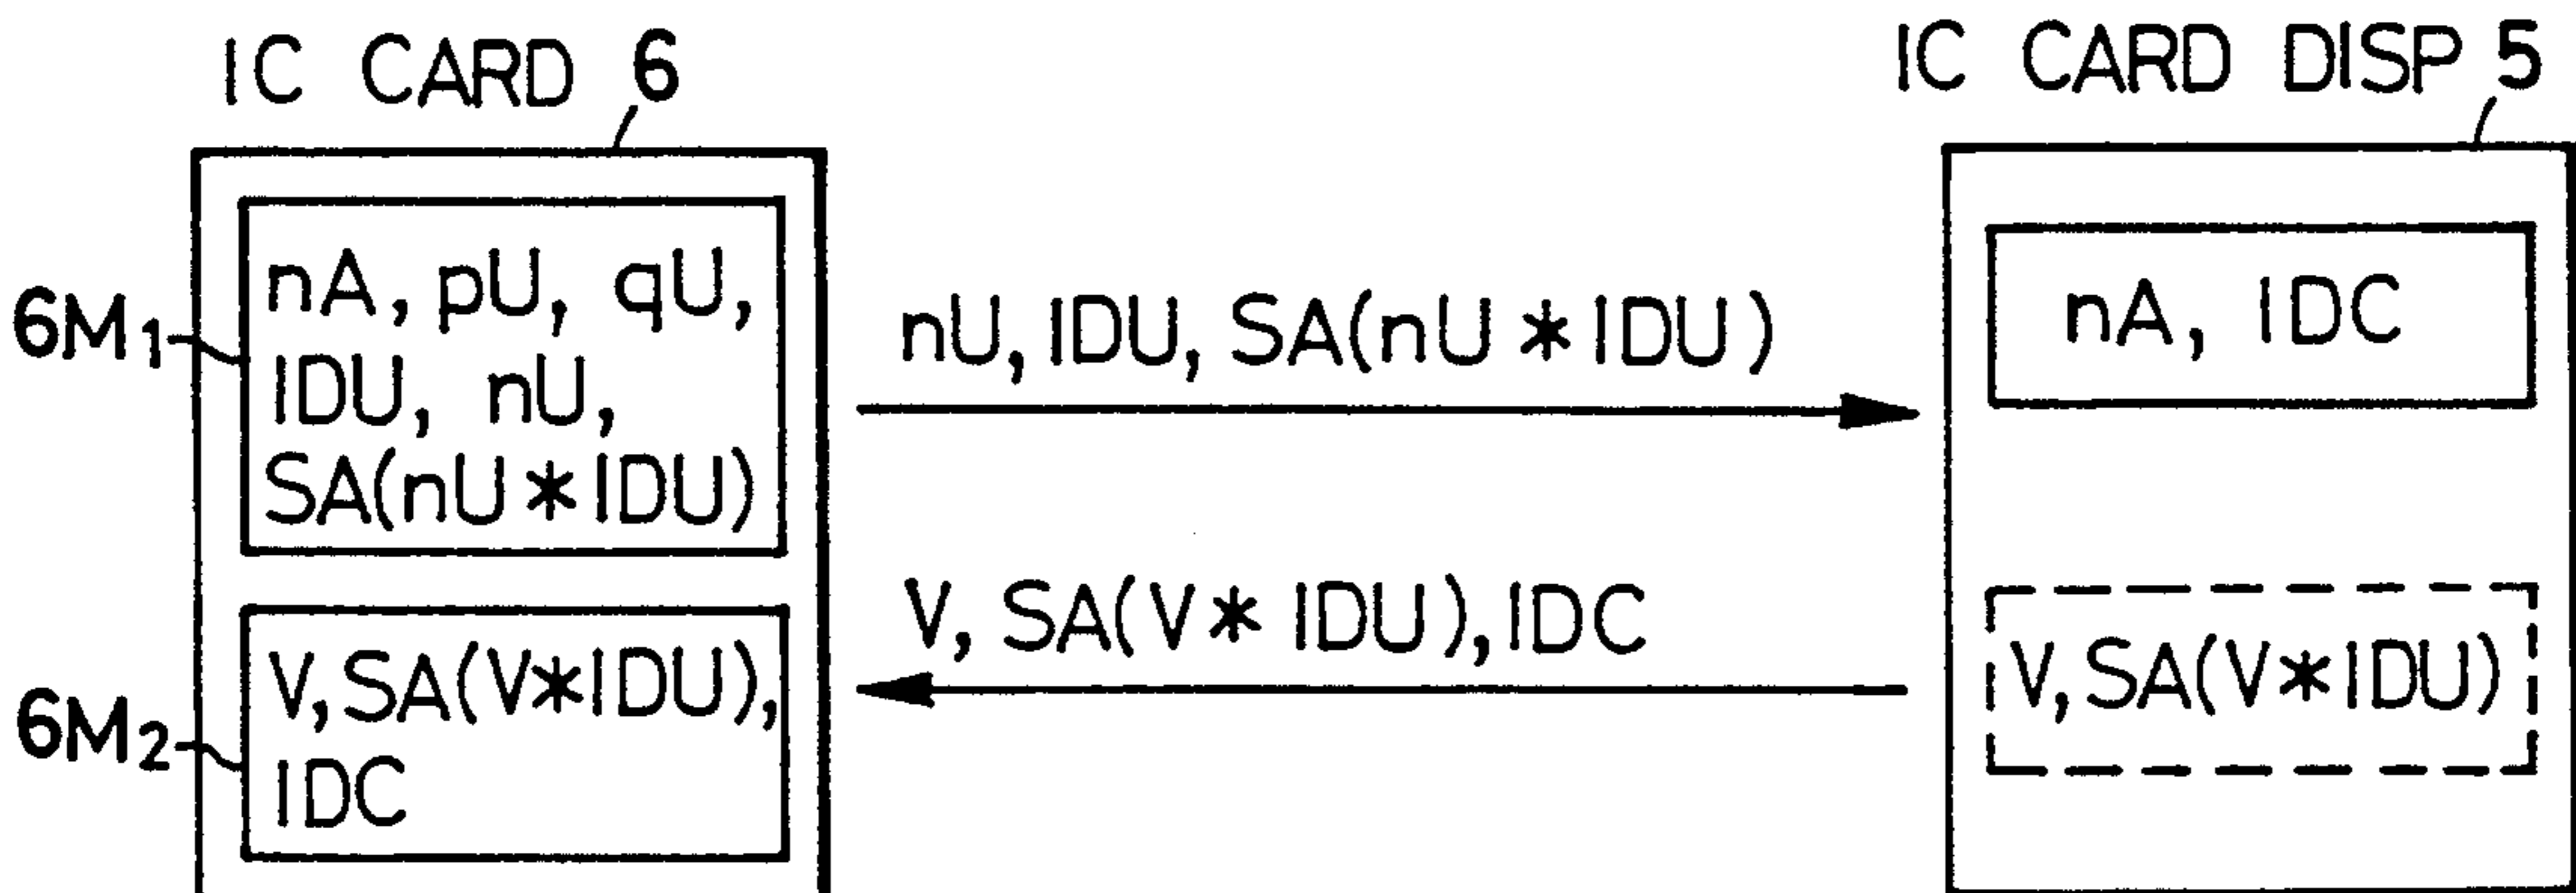 IC CARD 6
6M1
nA, pU, qU,
IDU, nU,
SA(nU * IDU)
6M2
V, SA(V*IDU),
IDC
nU, IDU, SA(nU * IDU)
V, SA(V* IDU), IDC
IC CARD DISP 5
nA, IDC
V, SA(V*IDU)